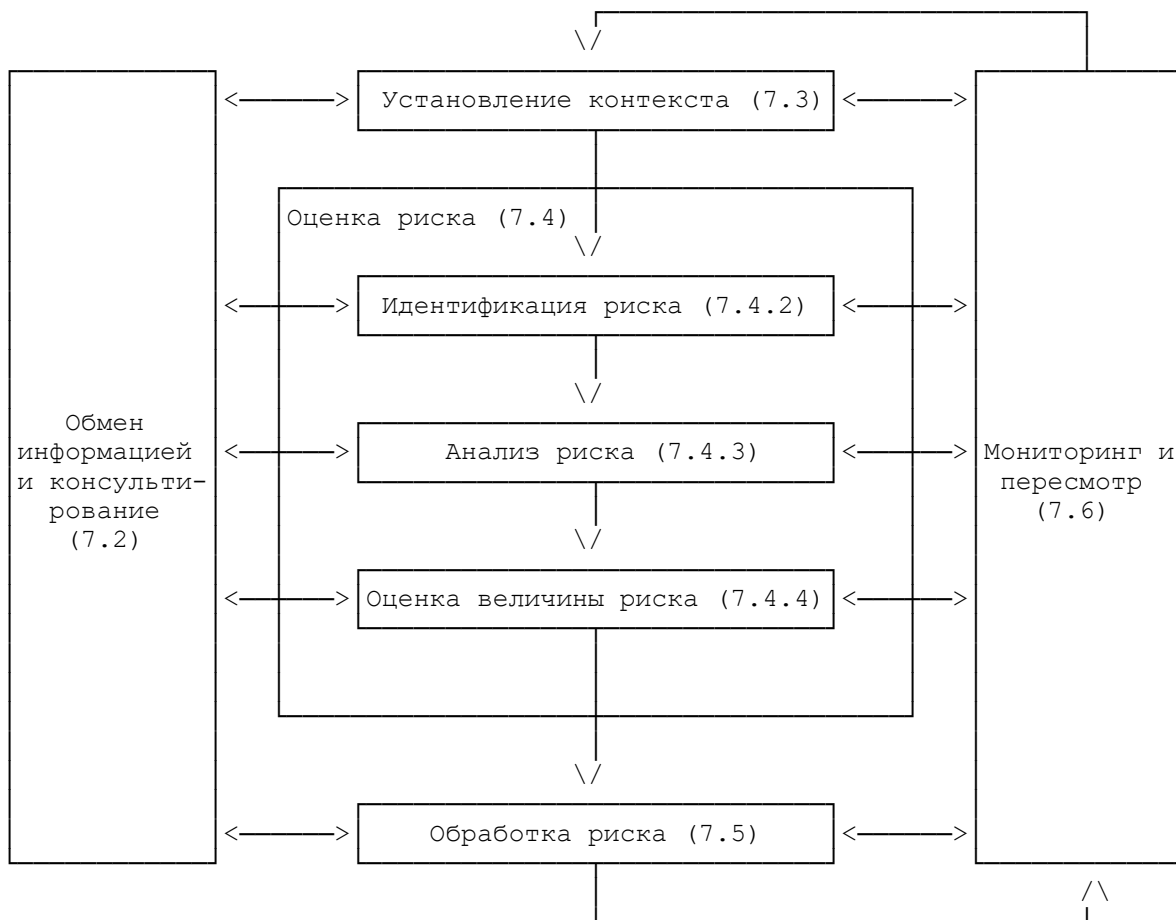 Установление контекста (7.3)
Оценка риска (7.4)
Идентификация риска (7.4.2)
Обмен
информацией
и консульти-
рование
(7.2)
Анализ риска (7.4.3)
Мониторинг и
пересмотр
(7.6)
Оценка величины риска (7.4.4)
Обработка риска (7.5)